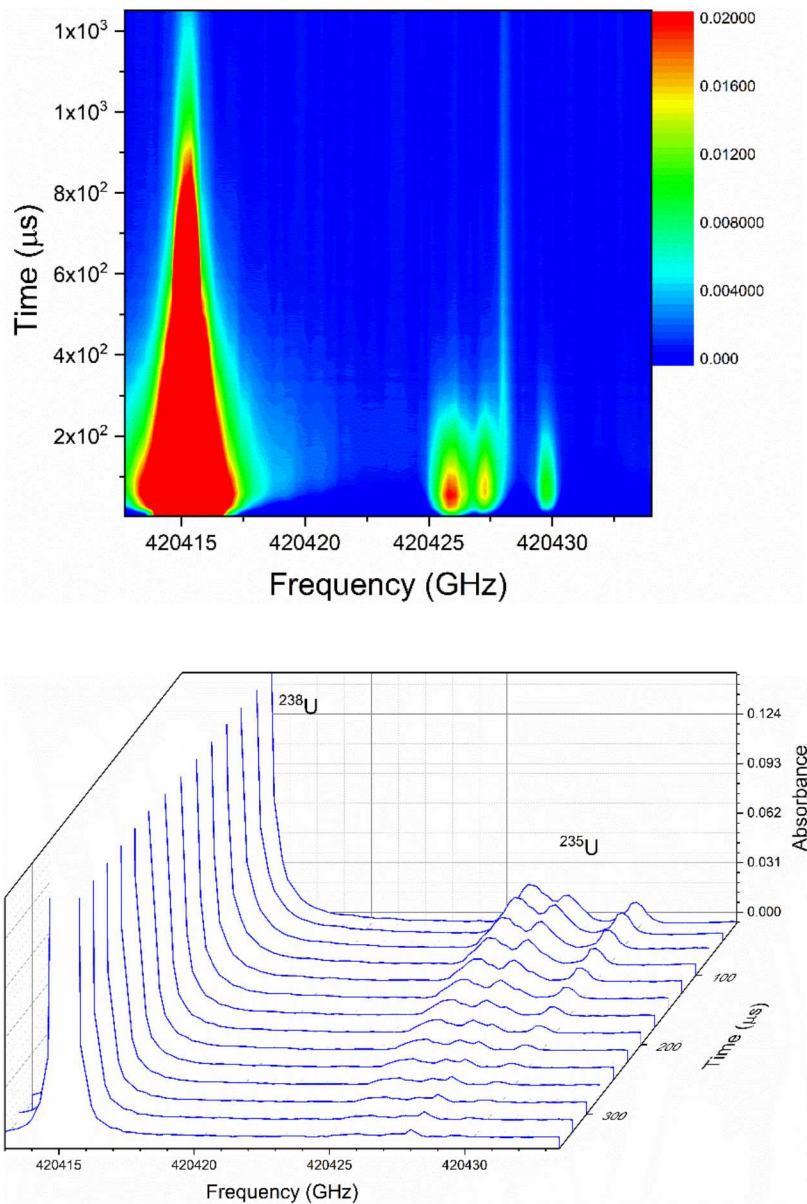 1x10³
1x10³
8x10²
6x10²
4x10²
2x10²
Time (µs)
420415 420420 420425 420430
Frequency (GHz)
0.02000
0.01600
0.01200
0.008000
0.004000
0.000
²³⁸U
²³⁵U
0.124
0.093
0.062
0.031
0.000
Absorbance
100
200
300
Time (µs)
420415 420420 420425 420430
Frequency (GHz)